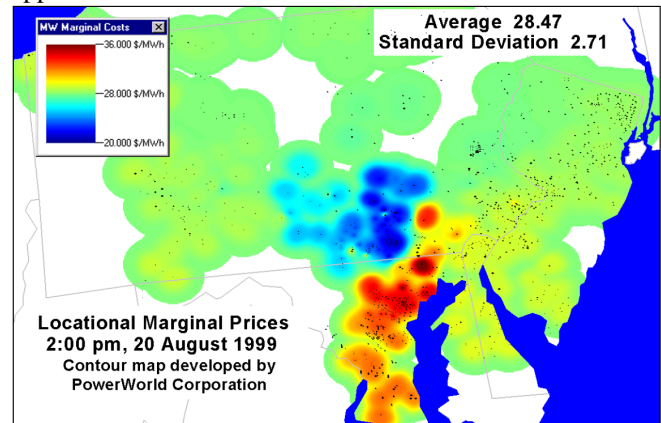 MW Marginal Costs
36.000 $/MWh
28.000 $/MWh
20.000 $/MWh
Average 28.47
Standard Deviation 2.71
Locational Marginal Prices
2:00 pm, 20 August 1999
Contour map developed by
PowerWorld Corporation